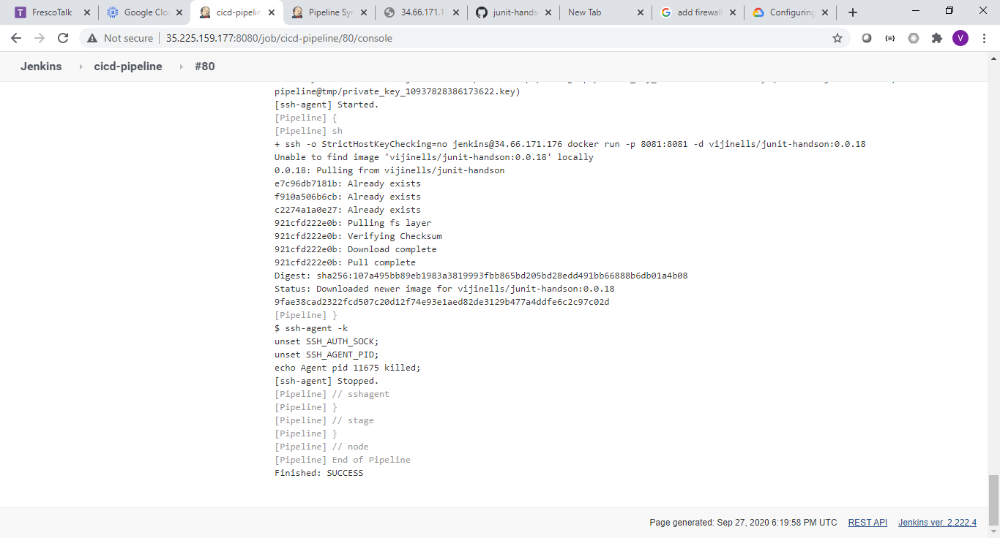 FrescoTalk
Google Clo
cicd-pipelin
Pipeline Syn
34.66.171.1
junit-hands
New Tab
add firewall
Configuring
V
Not secure
35.225.159.177:8080/job/cicd-pipeline/80/console
Jenkins
cicd-pipeline
#80
pipeline@tmp/private_key_10937828386173622.key)
[ssh-agent] Started.
[Pipeline] {
[Pipeline] sh
+ ssh -o StrictHostKeyChecking=no jenkins@34.66.171.176 docker run -p 8081:8081 -d vijinells/junit-handson:0.0.18
Unable to find image 'vijinells/junit-handson:0.0.18' locally
0.0.18: Pulling from vijinells/junit-handson
e7c96db7181b: Already exists
f910a506b6cb: Already exists
c2274a1a0e27: Already exists
921cfd222e0b: Pulling fs layer
921cfd222e0b: Verifying Checksum
921cfd222e0b: Download complete
921cfd222e0b: Pull complete
Digest: sha256:107a495bb89eb1983a3819993fbb865bd205bd28edd491bb66888b6db01a4b08
Status: Downloaded newer image for vijinells/junit-handson:0.0.18
9fae38cad2322fcd507c20d12f74e93e1aed82de3129b477a4ddfe6c2c97c02d
[Pipeline] }
$ ssh-agent -k
unset SSH_AUTH_SOCK;
unset SSH_AGENT_PID;
echo Agent pid 11675 killed;
[ssh-agent] Stopped.
[Pipeline] // sshagent
[Pipeline] }
[Pipeline] // stage
[Pipeline] }
[Pipeline] // node
[Pipeline] End of Pipeline
Finished: SUCCESS
Page generated: Sep 27, 2020 6:19:58 PM UTC
REST API
Jenkins ver. 2.222.4